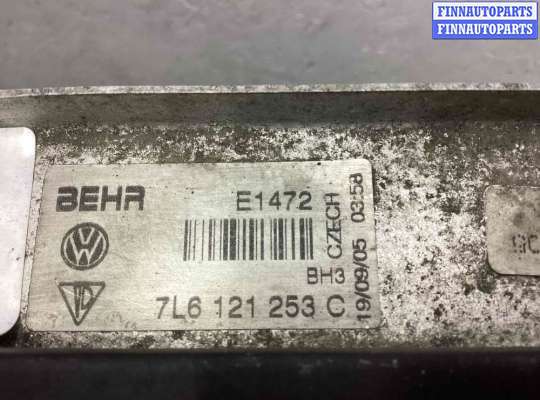 FINNAUTOPARTS
FINNAUTOPARTS
BEHR
E1472
CZECH
19/09/05 03:58
BH3
7L6 121 253 C